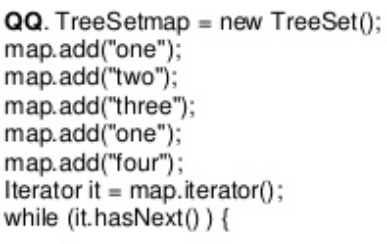 QQ. TreeSetmap = new TreeSet();
map.add("one");
map.add("two");
map.add("three");
map.add("one");
map.add("four");
Iterator it = map.iterator();
while (it.hasNext() ) {